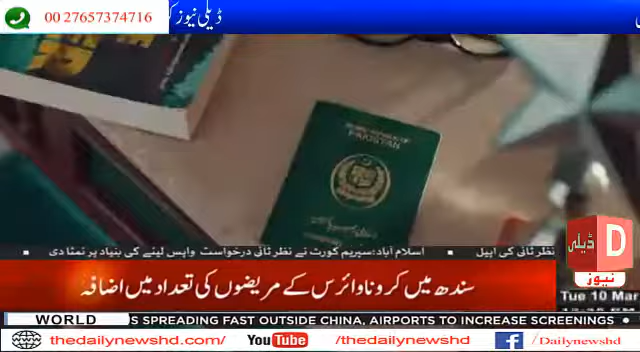 00 27657374716
ڈیلی نیوز
PAKISTAN
نظر ثانی کی اپیل ■ اسلام آباد:سپریم کورٹ نے نظر ثانی درخواست واپس لینے کی بنیاد پر نمٹا دی ■
سندھ میں کرونا وائرس کے مریضوں کی تعداد میں اضافہ
D
ڈیلی
نیوز
Tue 10 Mar
WORLD S SPREADING FAST OUTSIDE CHINA, AIRPORTS TO INCREASE SCREENINGS
thedailynewshd.com/ YouTube /thedailynewshd.com f /Dailynewshd